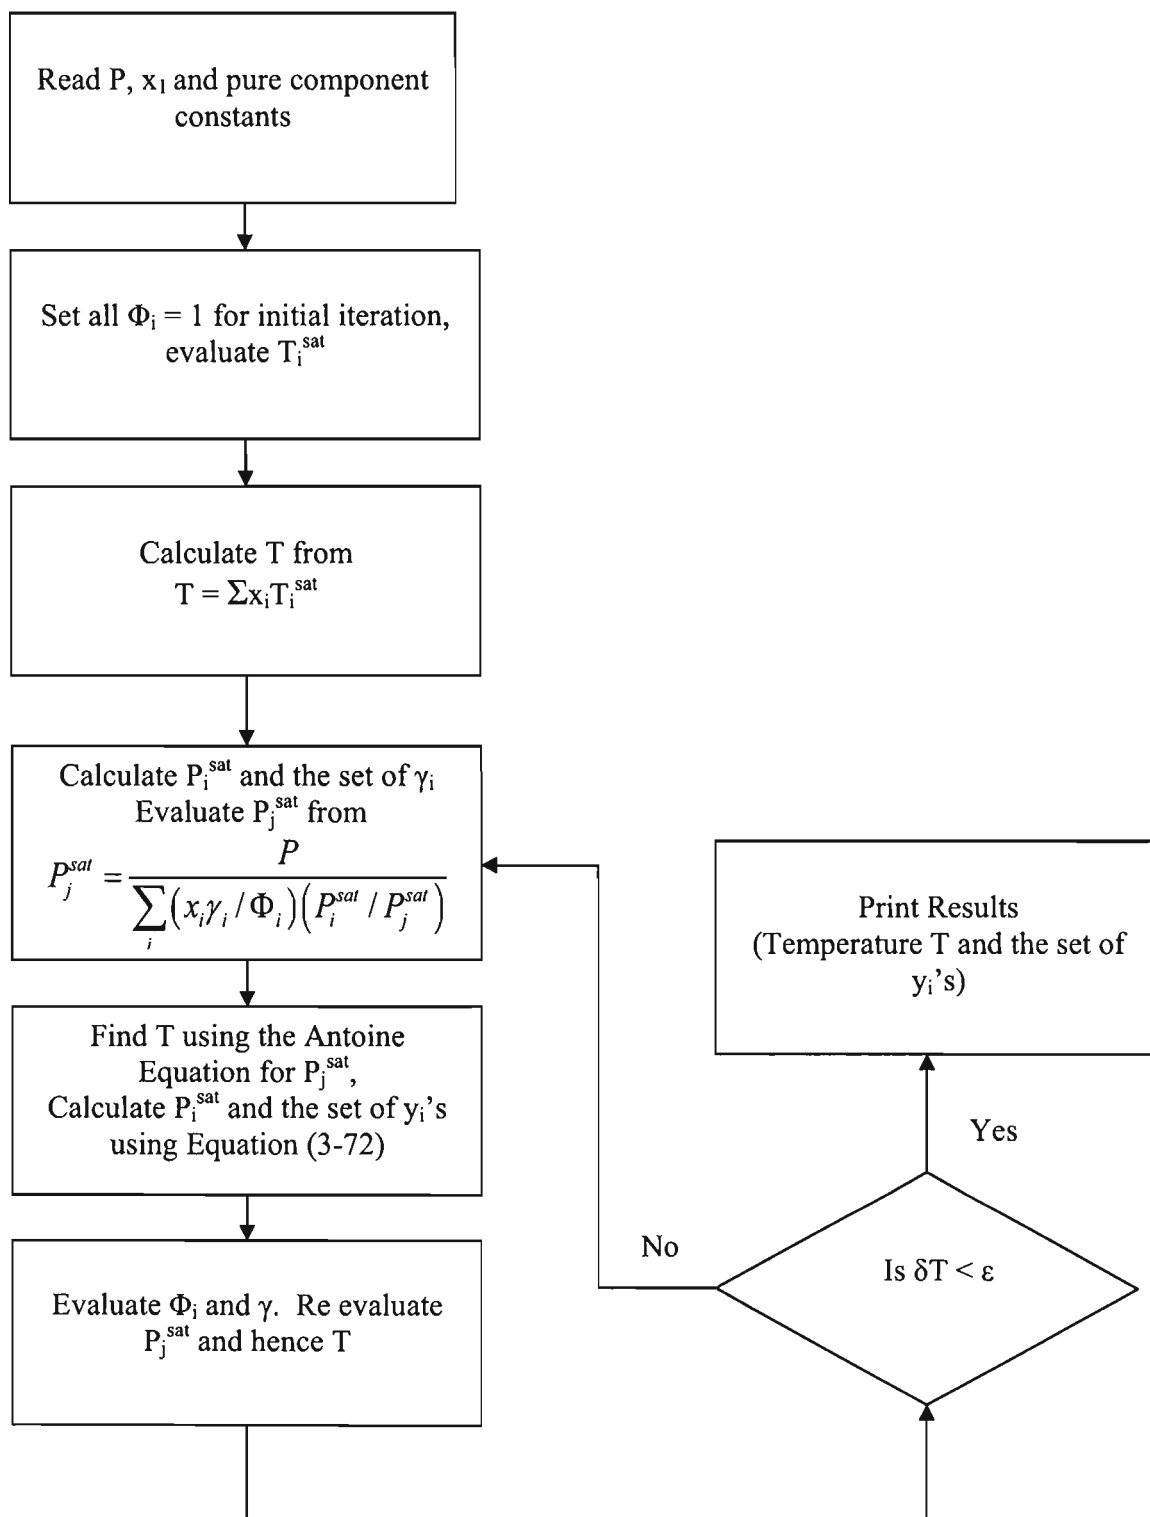 Read P, x₁ and pure component
constants
Set all Φᵢ = 1 for initial iteration,
evaluate Tᵢˢᵃᵗ
Calculate T from
T = ΣxᵢTᵢˢᵃᵗ
Calculate Pᵢˢᵃᵗ and the set of γᵢ
Evaluate Pⱼˢᵃᵗ from
Pⱼˢᵃᵗ = P / ∑ᵢ (xᵢγᵢ / Φᵢ)(Pᵢˢᵃᵗ / Pⱼˢᵃᵗ)
Find T using the Antoine
Equation for Pⱼˢᵃᵗ,
Calculate Pᵢˢᵃᵗ and the set of yᵢ's
using Equation (3-72)
Evaluate Φᵢ and γ. Re evaluate
Pⱼˢᵃᵗ and hence T
Is δT < ε
No
Yes
Print Results
(Temperature T and the set of
yᵢ's)